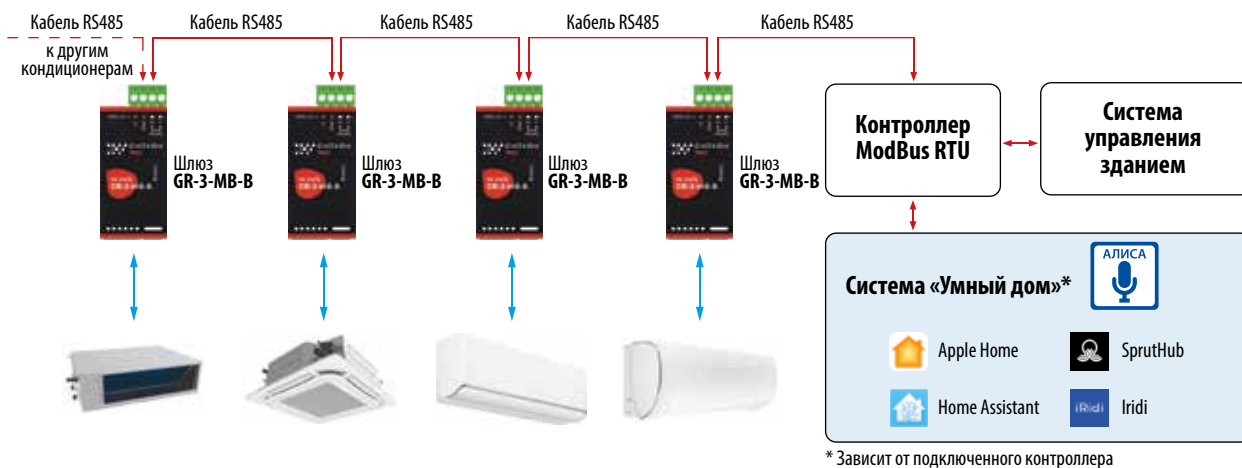 Кабель RS485
Кабель RS485
Кабель RS485
Кабель RS485
Кабель RS485
к другим
кондиционерам
Шлюз
GR-3-MB-B
Шлюз
GR-3-MB-B
Шлюз
GR-3-MB-B
Шлюз
GR-3-MB-B
Контроллер
ModBus RTU
Система
управления
зданием
Система «Умный дом»*
АЛИСА
Apple Home
SprutHub
Home Assistant
iRidi
Iridi
* Зависит от подключенного контроллера